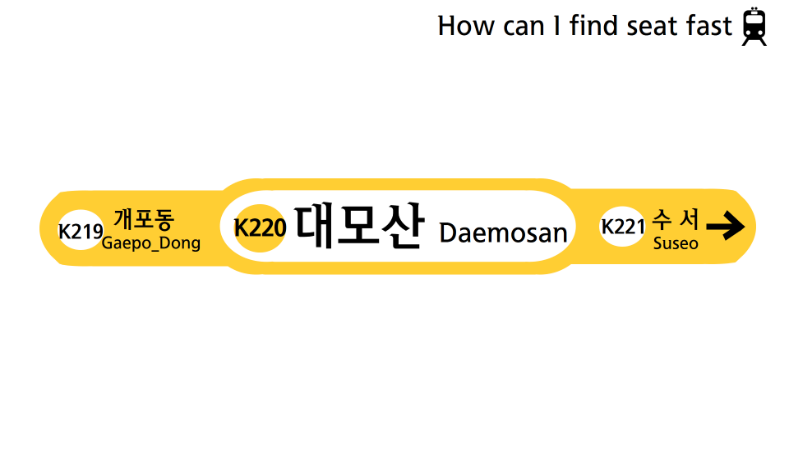 How can I find seat fast
K219 개포동
Gaepo_Dong
K220 대모산 Daemosan
K221 수 서
Suseo